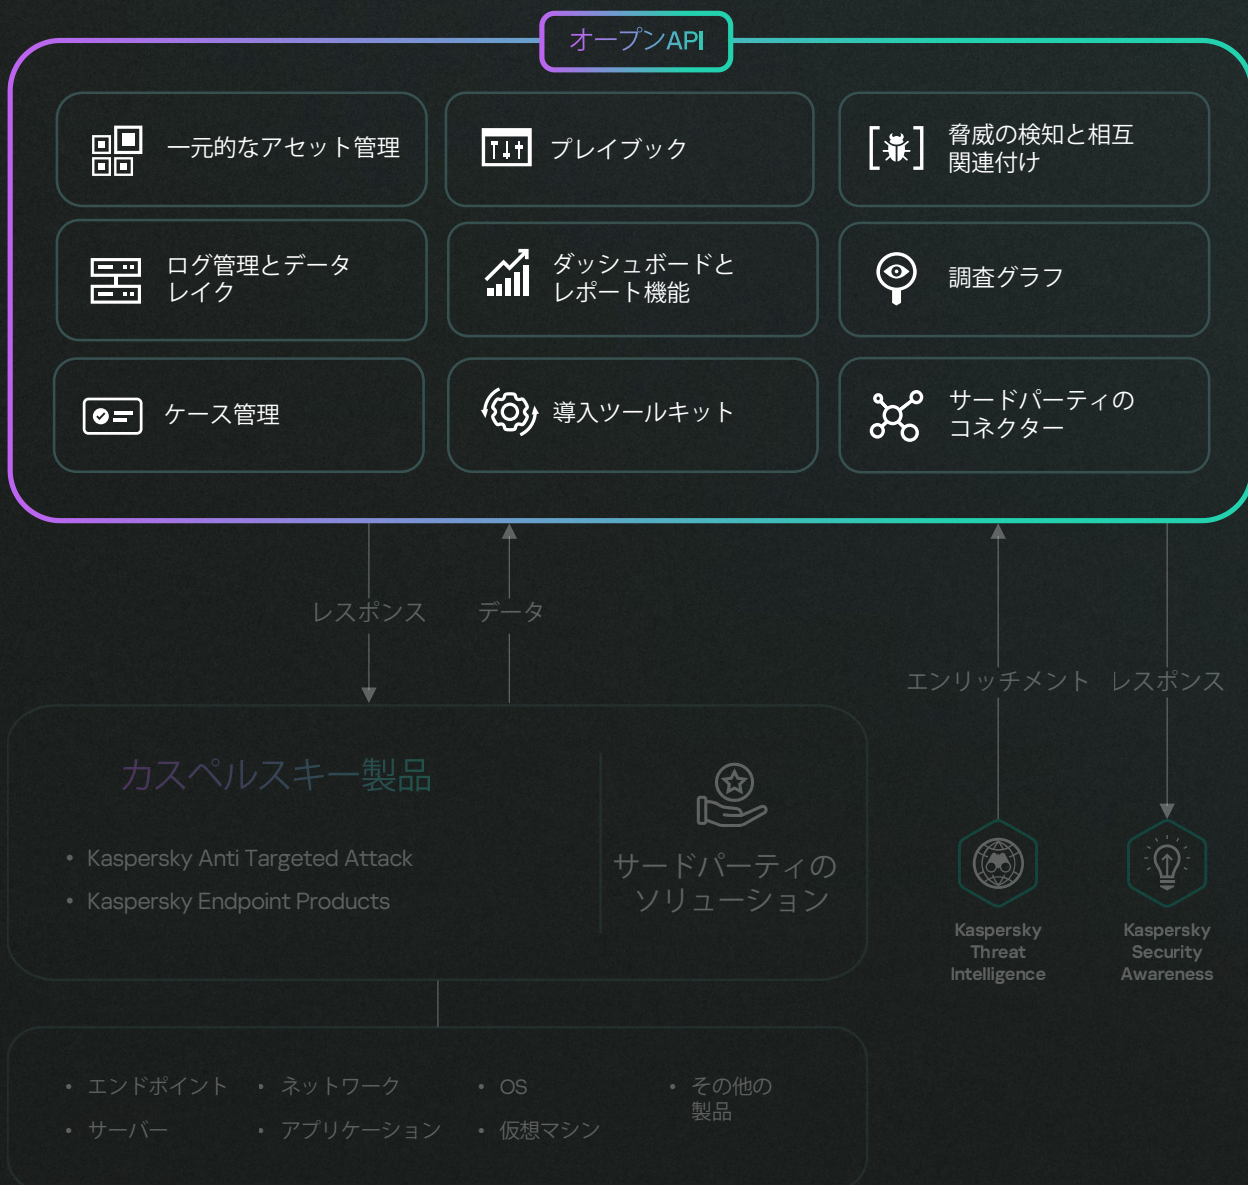 オープンAPI
一元的なアセット管理
プレイブック
脅威の検知と相互
関連付け
ログ管理とデータ
レイク
ダッシュボードと
レポート機能
調査グラフ
ケース管理
導入ツールキット
サードパーティの
コネクター
レスポンス
データ
エンリッチメント
レスポンス
カスペルスキー製品
• Kaspersky Anti Targeted Attack
• Kaspersky Endpoint Products
サードパーティの
ソリューション
Kaspersky
Threat
Intelligence
Kaspersky
Security
Awareness
• エンドポイント
• サーバー
• ネットワーク
• アプリケーション
• OS
• 仮想マシン
• その他の
製品